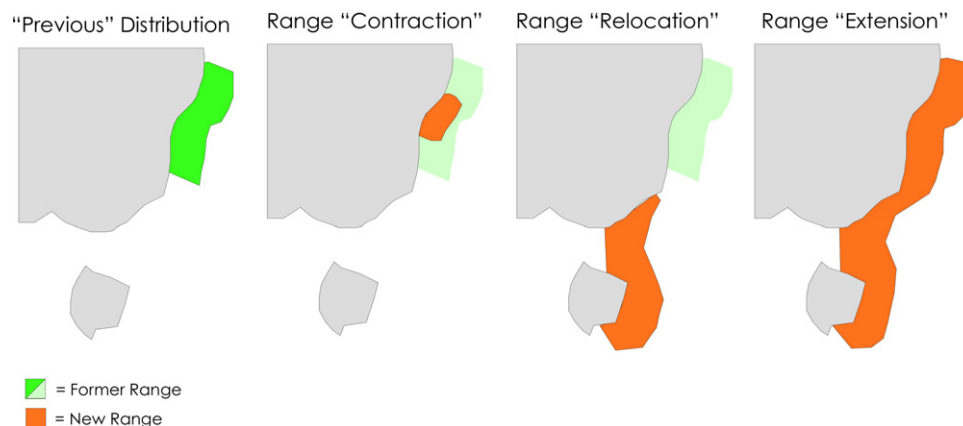 “Previous” Distribution
Range “Contraction”
Range “Relocation”
Range “Extension”
= Former Range
= New Range